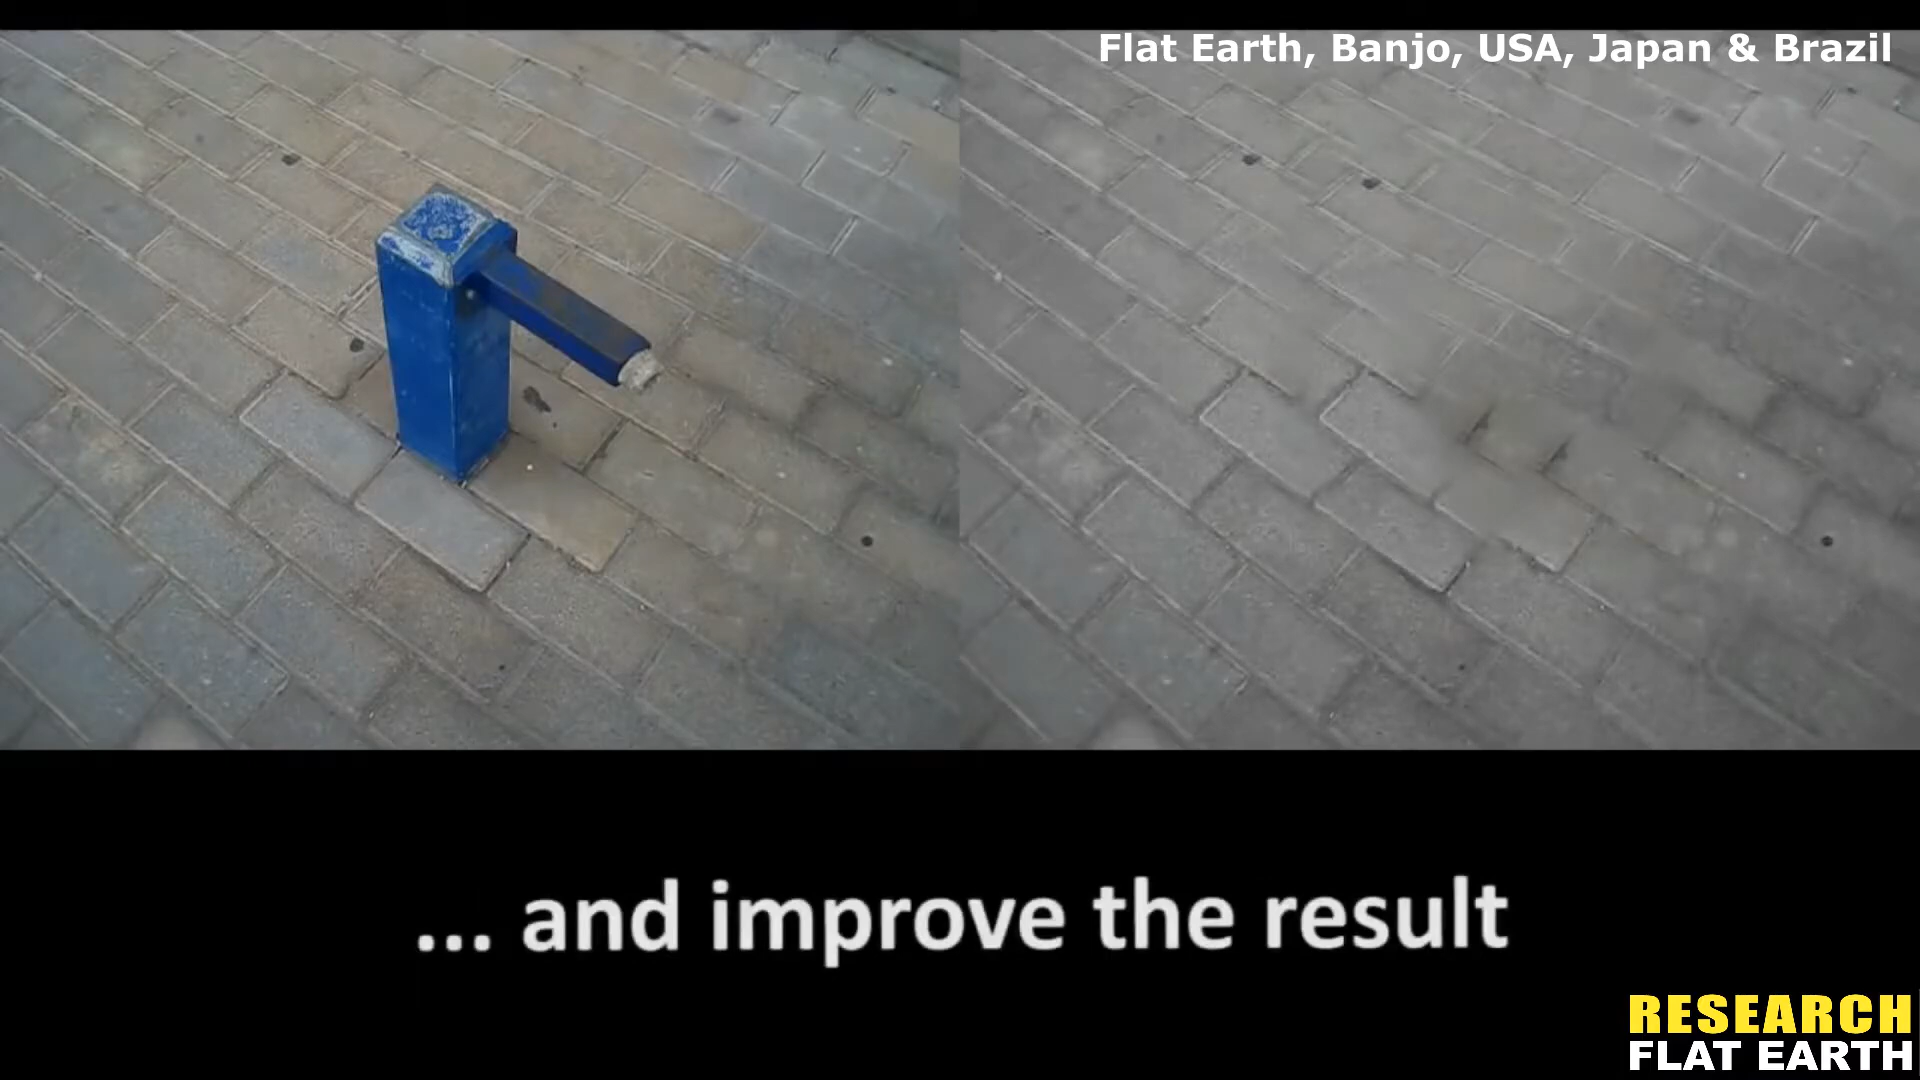 Flat Earth, Banjo, USA, Japan & Brazil
... and improve the result
RESEARCH
FLAT EARTH